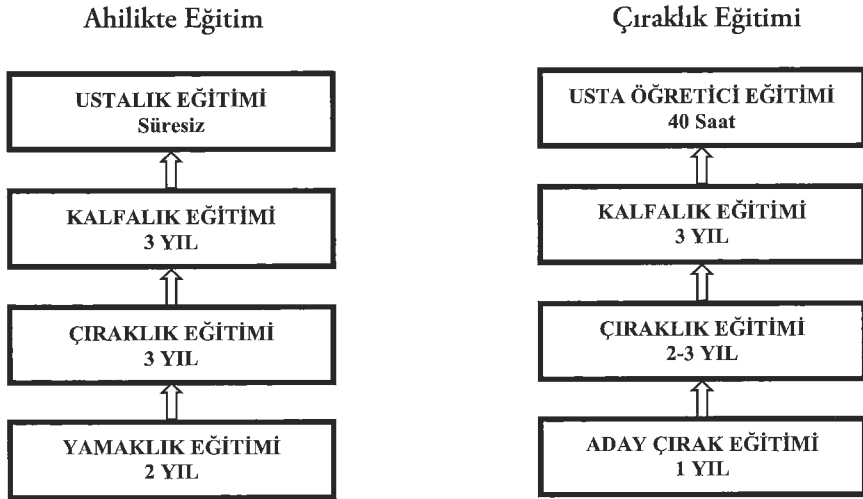 Ahilikte Eğitim
USTALIK EĞİTİMİ
Süresiz
KALFALIK EĞİTİMİ
3 YIL
ÇIRAKLIK EĞİTİMİ
3 YIL
YAMAKLIK EĞİTİMİ
2 YIL
Çıraklık Eğitimi
USTA ÖĞRETİCİ EĞİTİMİ
40 Saat
KALFALIK EĞİTİMİ
3 YIL
ÇIRAKLIK EĞİTİMİ
2-3 YIL
ADAY ÇIRAK EĞİTİMİ
1 YIL